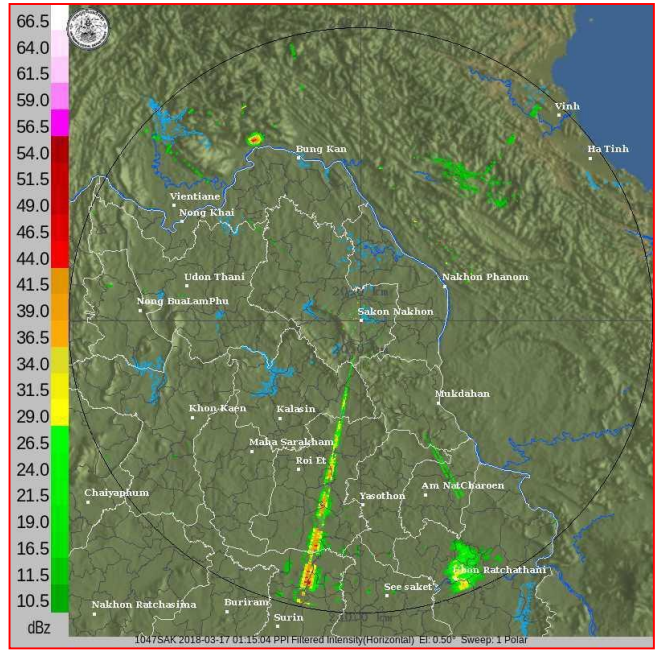 66.5
64.0
61.5
59.0
56.5
54.0
51.5
49.0
46.5
44.0
41.5
39.0
36.5
34.0
31.5
29.0
26.5
24.0
21.5
19.0
16.5
11.5
10.5
dBz
Vinh
Ha Tinh
Bung Kan
Vientiane
Nong Khai
Udon Thani
Nakhon Phanom
Nong BuaLamPhu
Sakon Nakhon
Mukdahan
Khon Kaen
Kalasin
Maha Sarakham
Roi Et
Am NatCharoen
Chaiyaphum
Yasothon
Ratchathani
See saket
Nakhon Ratchasima
Buriram
Surin
1047SAK 2018-03-17 01:15:04 PPI Filtered Intensity(Horizontal) El: 0.50° Sweep: 1 Polar